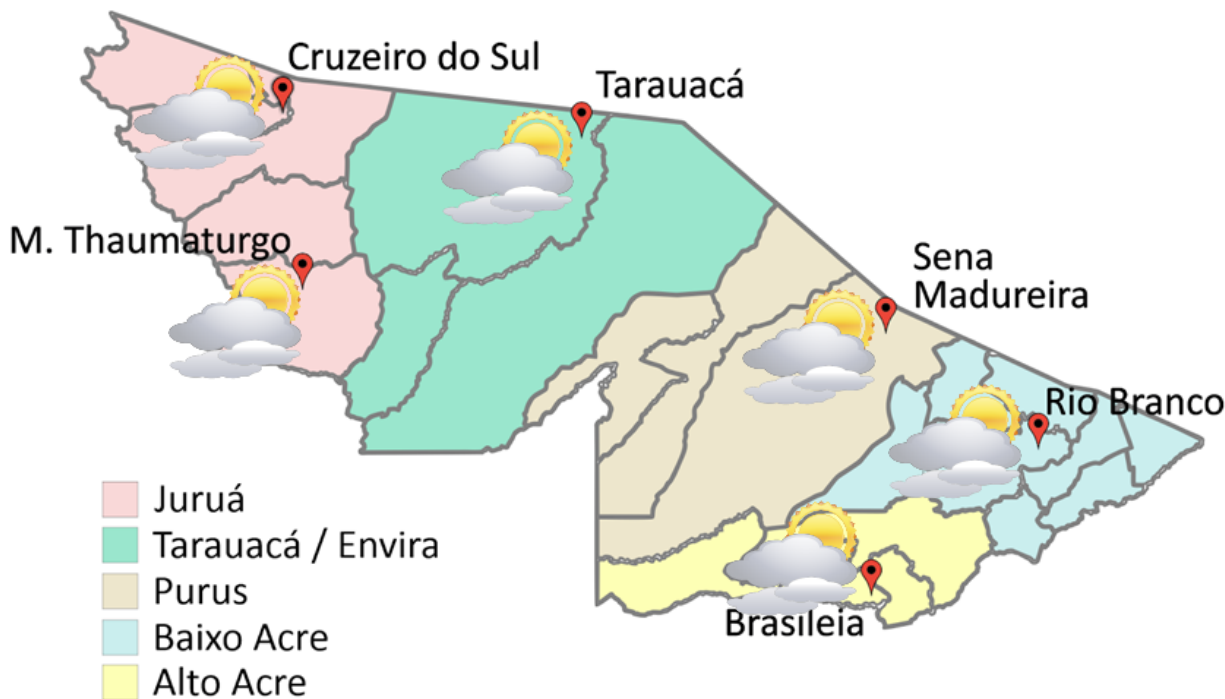 Cruzeiro do Sul
Tarauacá
M. Thaumaturgo
Sena
Madureira
Rio Branco
Brasileia
Juruá
Tarauacá / Envira
Purus
Baixo Acre
Alto Acre